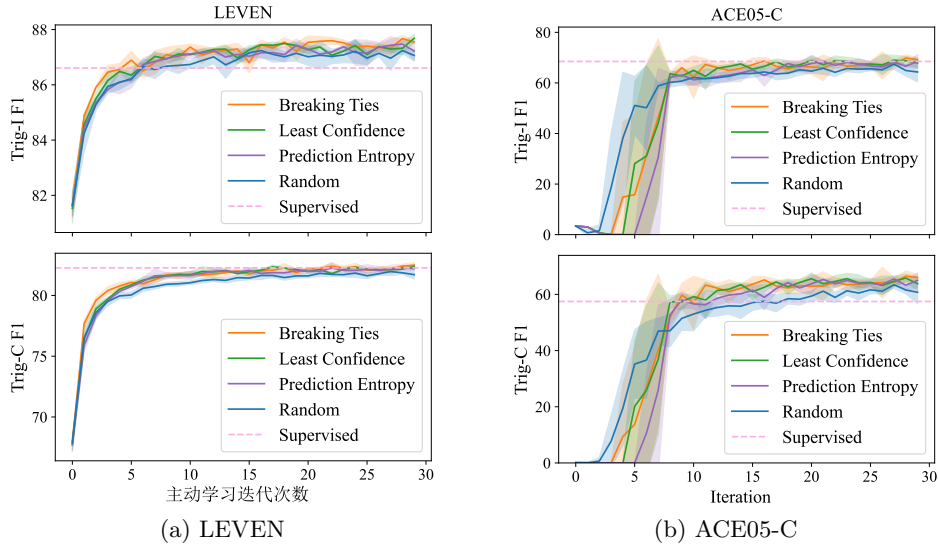 LEVEN
Trig-I F1
88
86
84
82
Breaking Ties
Least Confidence
Prediction Entropy
Random
Supervised
Trig-C F1
80
75
70
Breaking Ties
Least Confidence
Prediction Entropy
Random
Supervised
0 5 10 15 20 25 30
主动学习迭代次数
(a) LEVEN
ACE05-C
Trig-I F1
80
60
40
20
0
Breaking Ties
Least Confidence
Prediction Entropy
Random
Supervised
Trig-C F1
60
40
20
0
Breaking Ties
Least Confidence
Prediction Entropy
Random
Supervised
0 5 10 15 20 25 30
Iteration
(b) ACE05-C